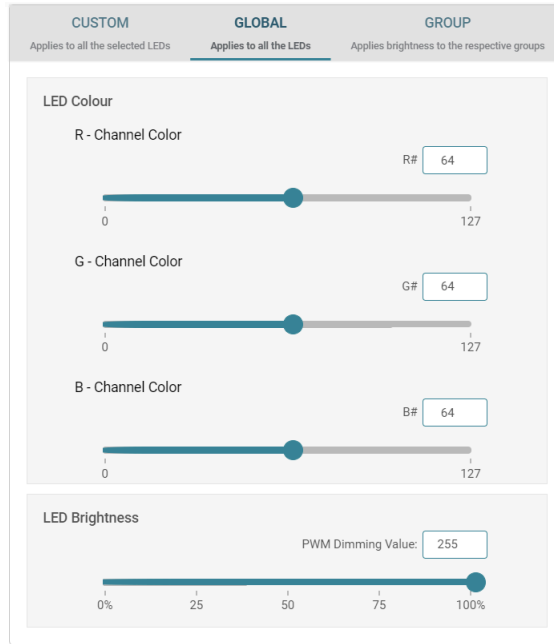 CUSTOM
Applies to all the selected LEDs
GLOBAL
Applies to all the LEDs
GROUP
Applies brightness to the respective groups
LED Colour
R - Channel Color
R# 64
0 127
G - Channel Color
G# 64
0 127
B - Channel Color
B# 64
0 127
LED Brightness
PWM Dimming Value: 255
0% 25 50 75 100%